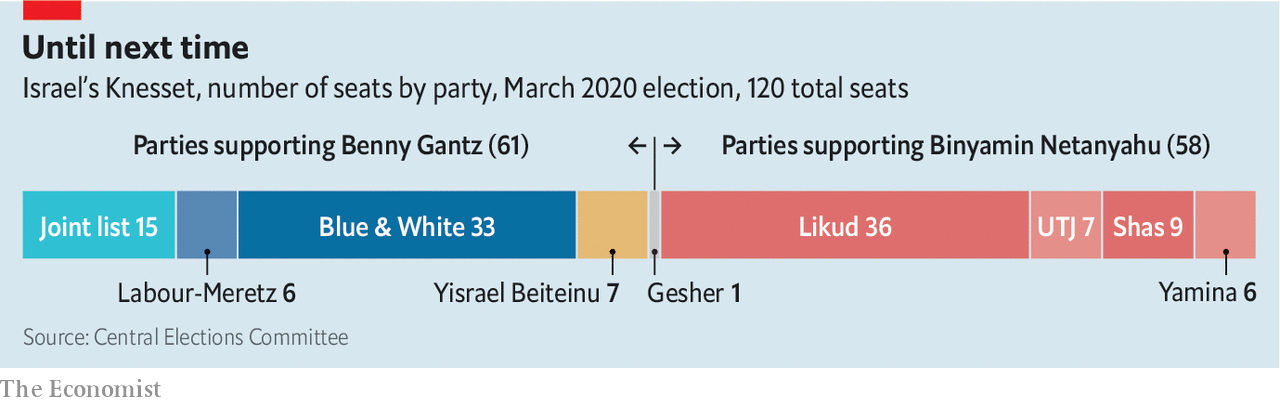 Until next time
Israel's Knesset, number of seats by party, March 2020 election, 120 total seats
Parties supporting Benny Gantz (61) ← → Parties supporting Binyamin Netanyahu (58)
Joint list 15 Blue & White 33 Likud 36 UTJ 7 Shas 9
Labour-Meretz 6 Yisrael Beiteinu 7 Gesher 1 Yamina 6
Source: Central Elections Committee
The Economist